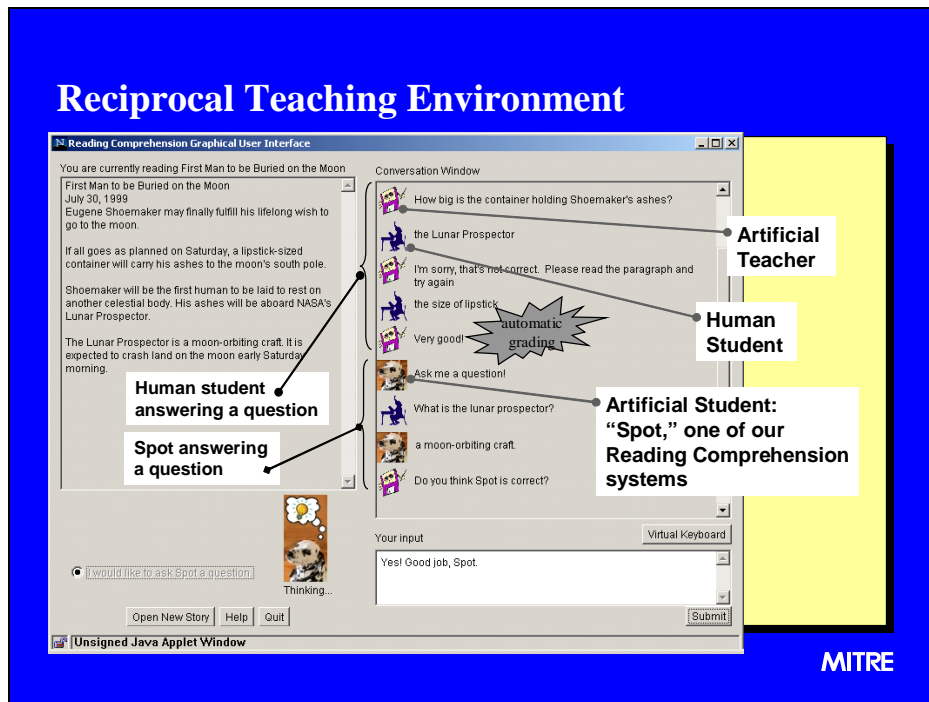 Reciprocal Teaching Environment
Reading Comprehension Graphical User Interface
You are currently reading First Man to be Buried on the Moon
First Man to be Buried on the Moon
July 30, 1999
Eugene Shoemaker may finally fulfill his lifelong wish to
go to the moon.
If all goes as planned on Saturday, a lipstick-sized
container will carry his ashes to the moon's south pole.
Shoemaker will be the first human to be laid to rest on
another celestial body. His ashes will be aboard NASA's
Lunar Prospector.
The Lunar Prospector is a moon-orbiting craft. It is
expected to crash land on the moon early Saturday
morning.
Human student
answering a question
Spot answering
a question
Conversation Window
How big is the container holding Shoemaker's ashes?
the Lunar Prospector
I'm sorry, that's not correct. Please read the paragraph and
try again
the size of lipstick
automatic
grading
Very good!
Ask me a question!
What is the lunar prospector?
a moon-orbiting craft.
Do you think Spot is correct?
Artificial
Teacher
Human
Student
Artificial Student:
“Spot,” one of our
Reading Comprehension
systems
I would like to ask Spot a question.
Thinking...
Your input
Virtual Keyboard
Yes! Good job, Spot.
Submit
Open New Story
Help
Quit
Unsigned Java Applet Window
MITRE